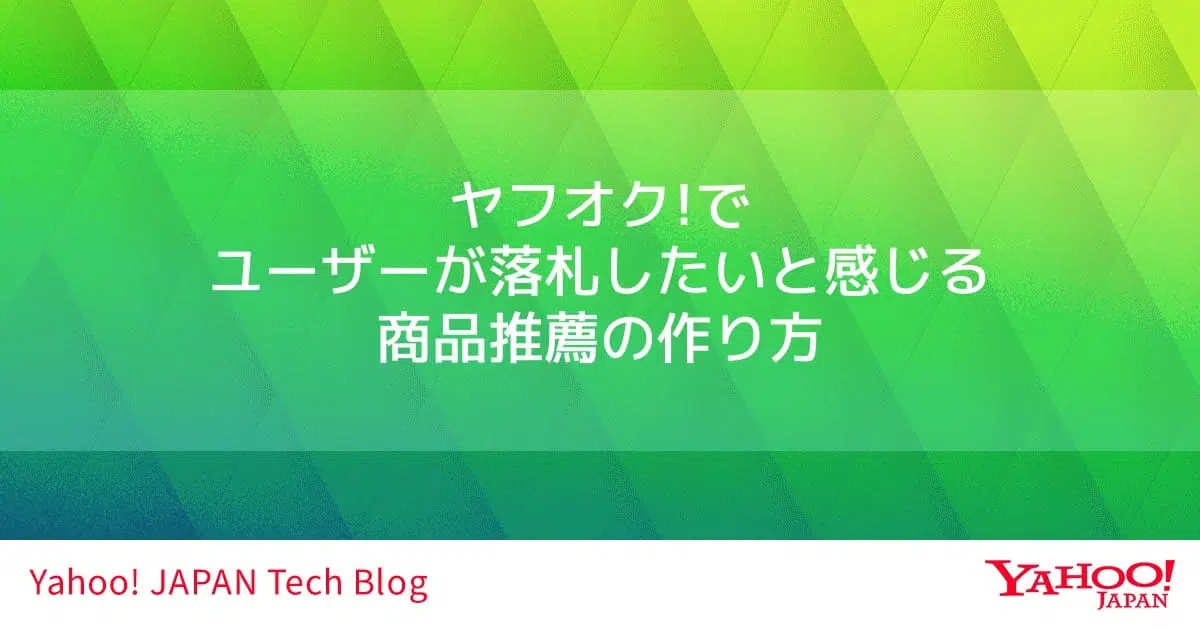 ヤフオク!で
ユーザーが落札したいと感じる
商品推薦の作り方
Yahoo! JAPAN Tech Blog
YAHOO!
JAPAN